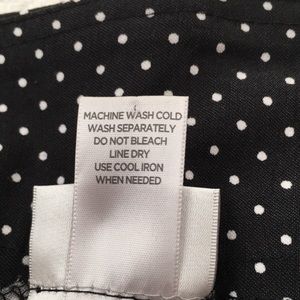 MACHINE WASH COLD
WASH SEPARATELY
DO NOT BLEACH
LINE DRY
USE COOL IRON
WHEN NEEDED